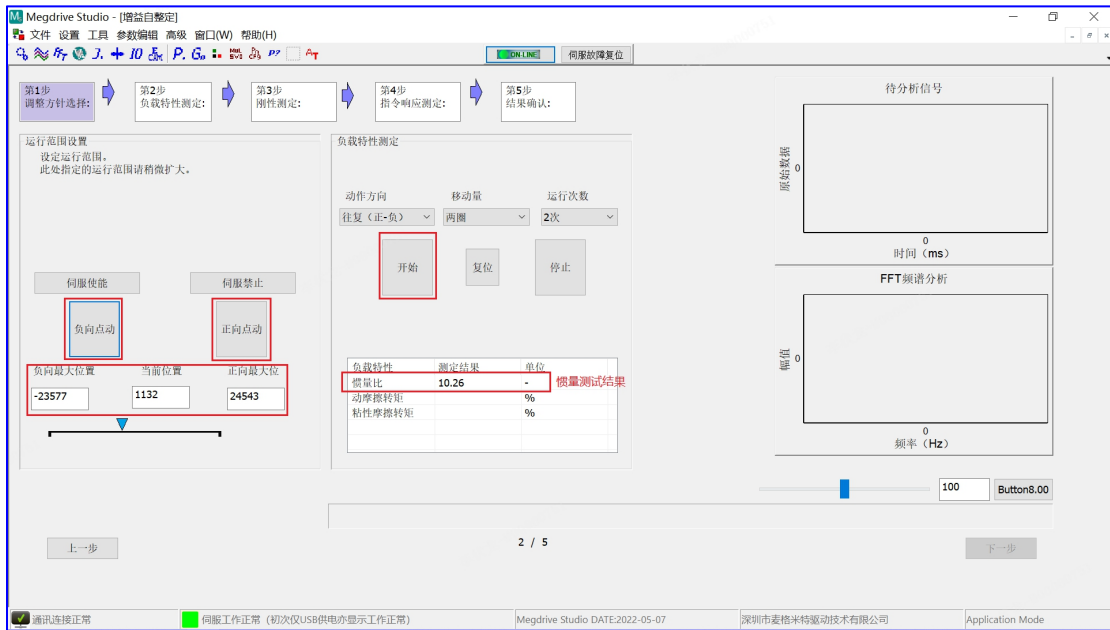 Megdrive Studio - [增益自整定]
文件 设置 工具 参数编辑 高级 窗口(W) 帮助(H)
ON-LINE 伺服故障复位
第1步 第2步 第3步 第4步 第5步
调整方针选择: 负载特性测定: 刚性测定: 指令响应测定: 结果确认:
运行范围设置
设定运行范围。
此处指定的运行范围请稍微扩大。
伺服使能 伺服禁止
负向点动 正向点动
负向最大位置 当前位置 正向最大位
-23577 1132 24543
负载特性测定
动作方向 移动量 运行次数
往复（正-负） 两圈 2次
开始 复位 停止
负载特性 测定结果 单位
惯量比 10.26 - 惯量测试结果
动摩擦转矩 %
粘性摩擦转矩 %
待分析信号
原始数据
0
0
时间（ms）
FFT频谱分析
幅值
0
0
频率（Hz）
100 Button8.00
上一步 2 / 5 下一步
通讯连接正常 伺服工作正常 (初次仅USB供电亦显示工作正常) Megdrive Studio DATE:2022-05-07 深圳市麦格米特驱动技术有限公司 Application Mode